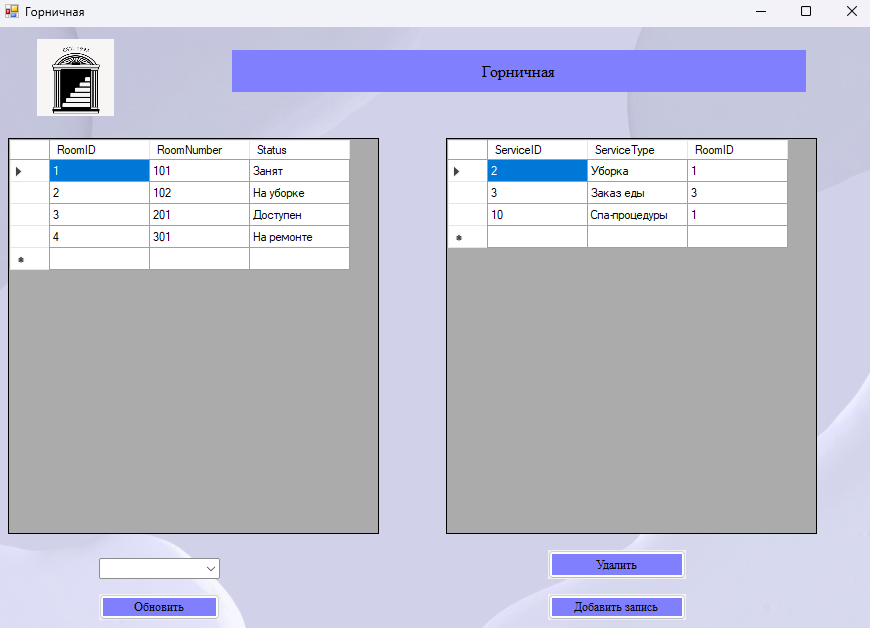 Горничная
Горничная
RoomID RoomNumber Status
1 101 Занят
2 102 На уборке
3 201 Доступен
4 301 На ремонте
ServiceID ServiceType RoomID
2 Уборка 1
3 Заказ еды 3
10 Спа-процедуры 1
Обновить
Удалить
Добавить запись